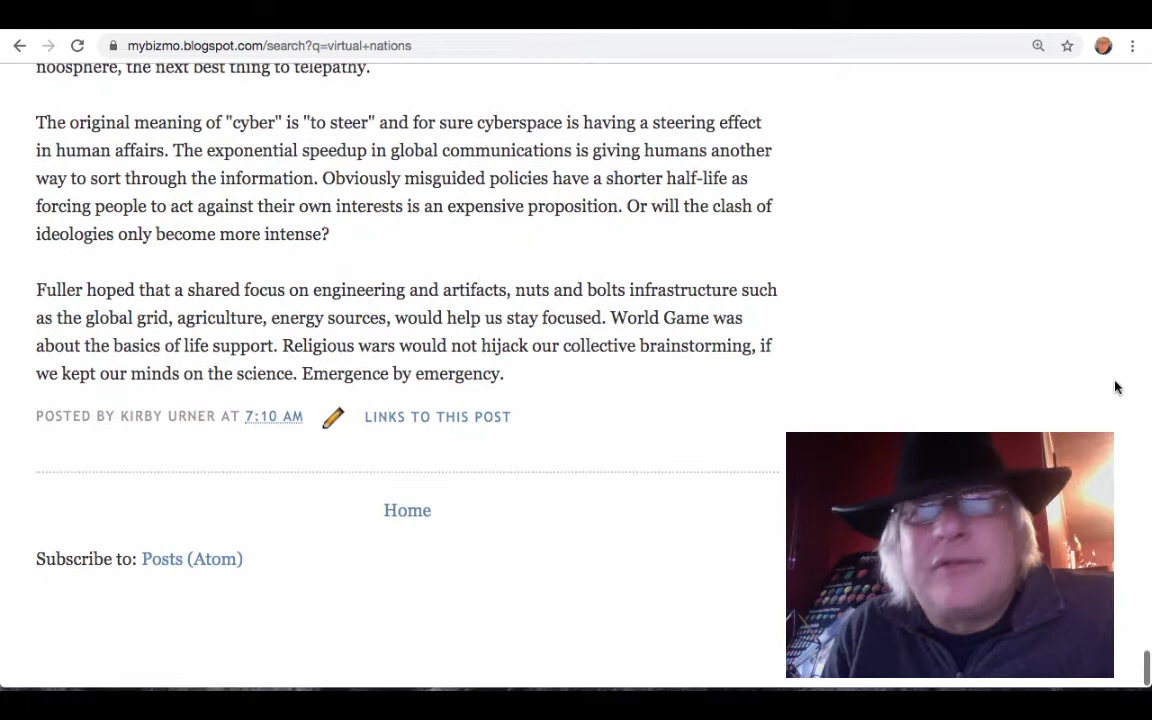 mybizmo.blogspot.com/search?q=virtual+nations
noosphere, the next best thing to telepathy.
The original meaning of "cyber" is "to steer" and for sure cyberspace is having a steering effect
in human affairs. The exponential speedup in global communications is giving humans another
way to sort through the information. Obviously misguided policies have a shorter half-life as
forcing people to act against their own interests is an expensive proposition. Or will the clash of
ideologies only become more intense?
Fuller hoped that a shared focus on engineering and artifacts, nuts and bolts infrastructure such
as the global grid, agriculture, energy sources, would help us stay focused. World Game was
about the basics of life support. Religious wars would not hijack our collective brainstorming, if
we kept our minds on the science. Emergence by emergency.
POSTED BY KIRBY URNER AT 7:10 AM LINKS TO THIS POST
Home
Subscribe to: Posts (Atom)